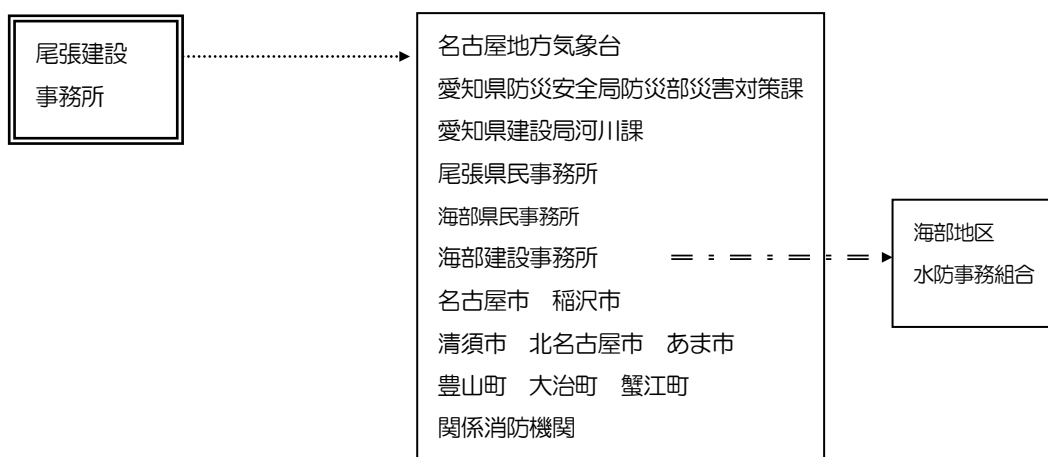 尾張建設
事務所
名古屋地方気象台
愛知県防災安全局防災部災害対策課
愛知県建設局河川課
尾張県民事務所
海部県民事務所
海部建設事務所
名古屋市　稲沢市
清須市　北名古屋市　あま市
豊山町　大治町　蟹江町
関係消防機関
海部地区
水防事務組合